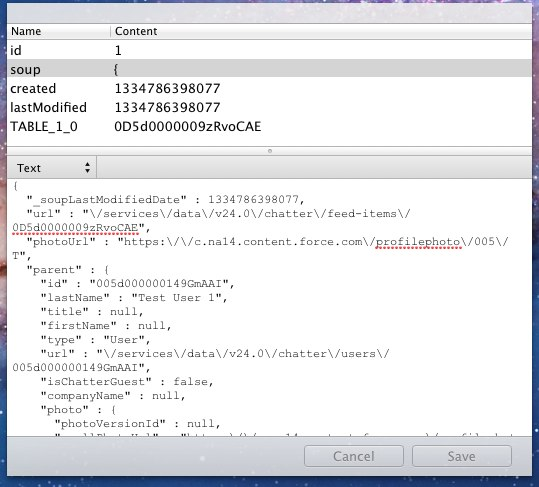 Name Content
id 1
soup {
created 1334786398077
lastModified 1334786398077
TABLE_1_0 0D5d0000009zRvoCAE
Text
{
"_soupLastModifiedDate" : 1334786398077,
"url" : "\/services\/data\/v24.0\/chatter\/feed-items\/
0D5d0000009zRvoCAE",
"photoUrl" : "https:\/\/c.na14.content.force.com\/profilephoto\/005\/
T",
"parent" : {
"id" : "005d000000149GmAAI",
"lastName" : "Test User 1",
"title" : null,
"firstName" : null,
"type" : "User",
"url" : "\/services\/data\/v24.0\/chatter\/users\/
005d000000149GmAAI",
"isChatterGuest" : false,
"companyName" : null,
"photo" : {
"photoVersionId" : null,
Cancel Save